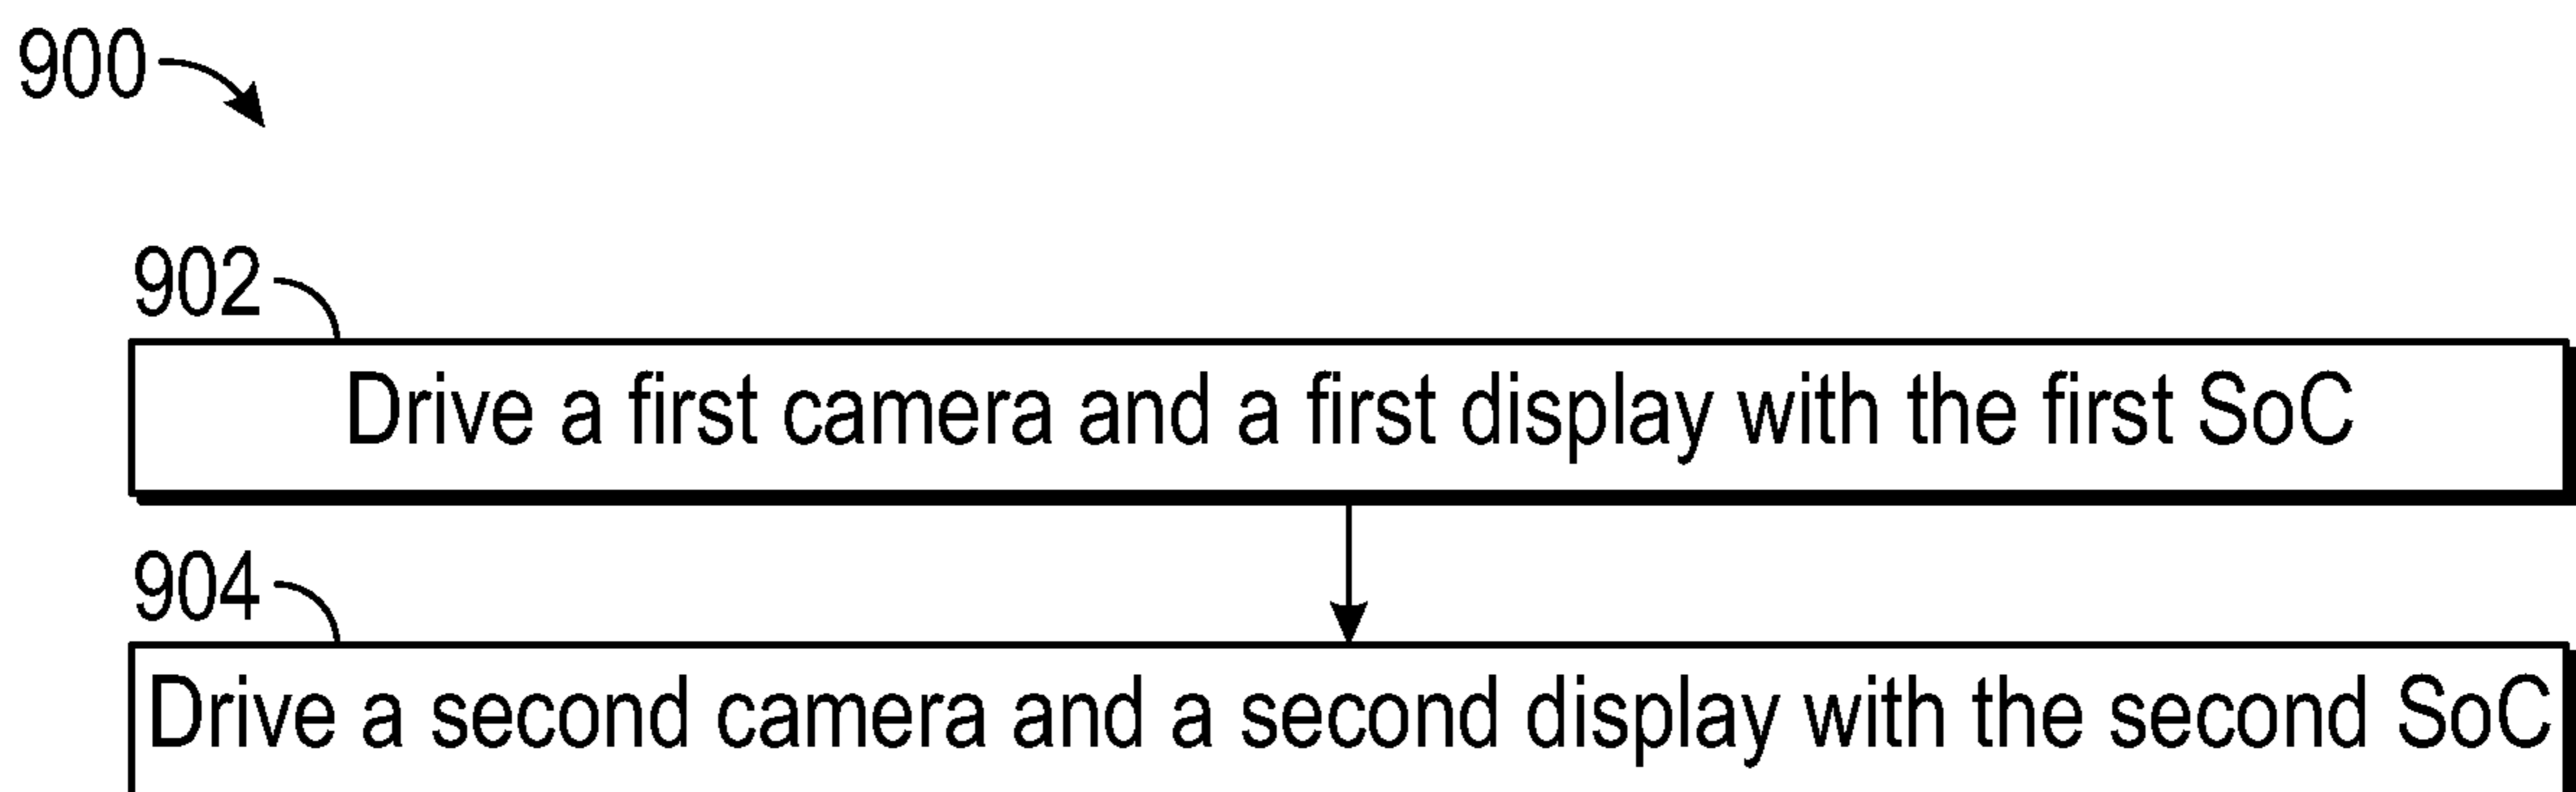 900
902
Drive a first camera and a first display with the first SoC
904
Drive a second camera and a second display with the second SoC